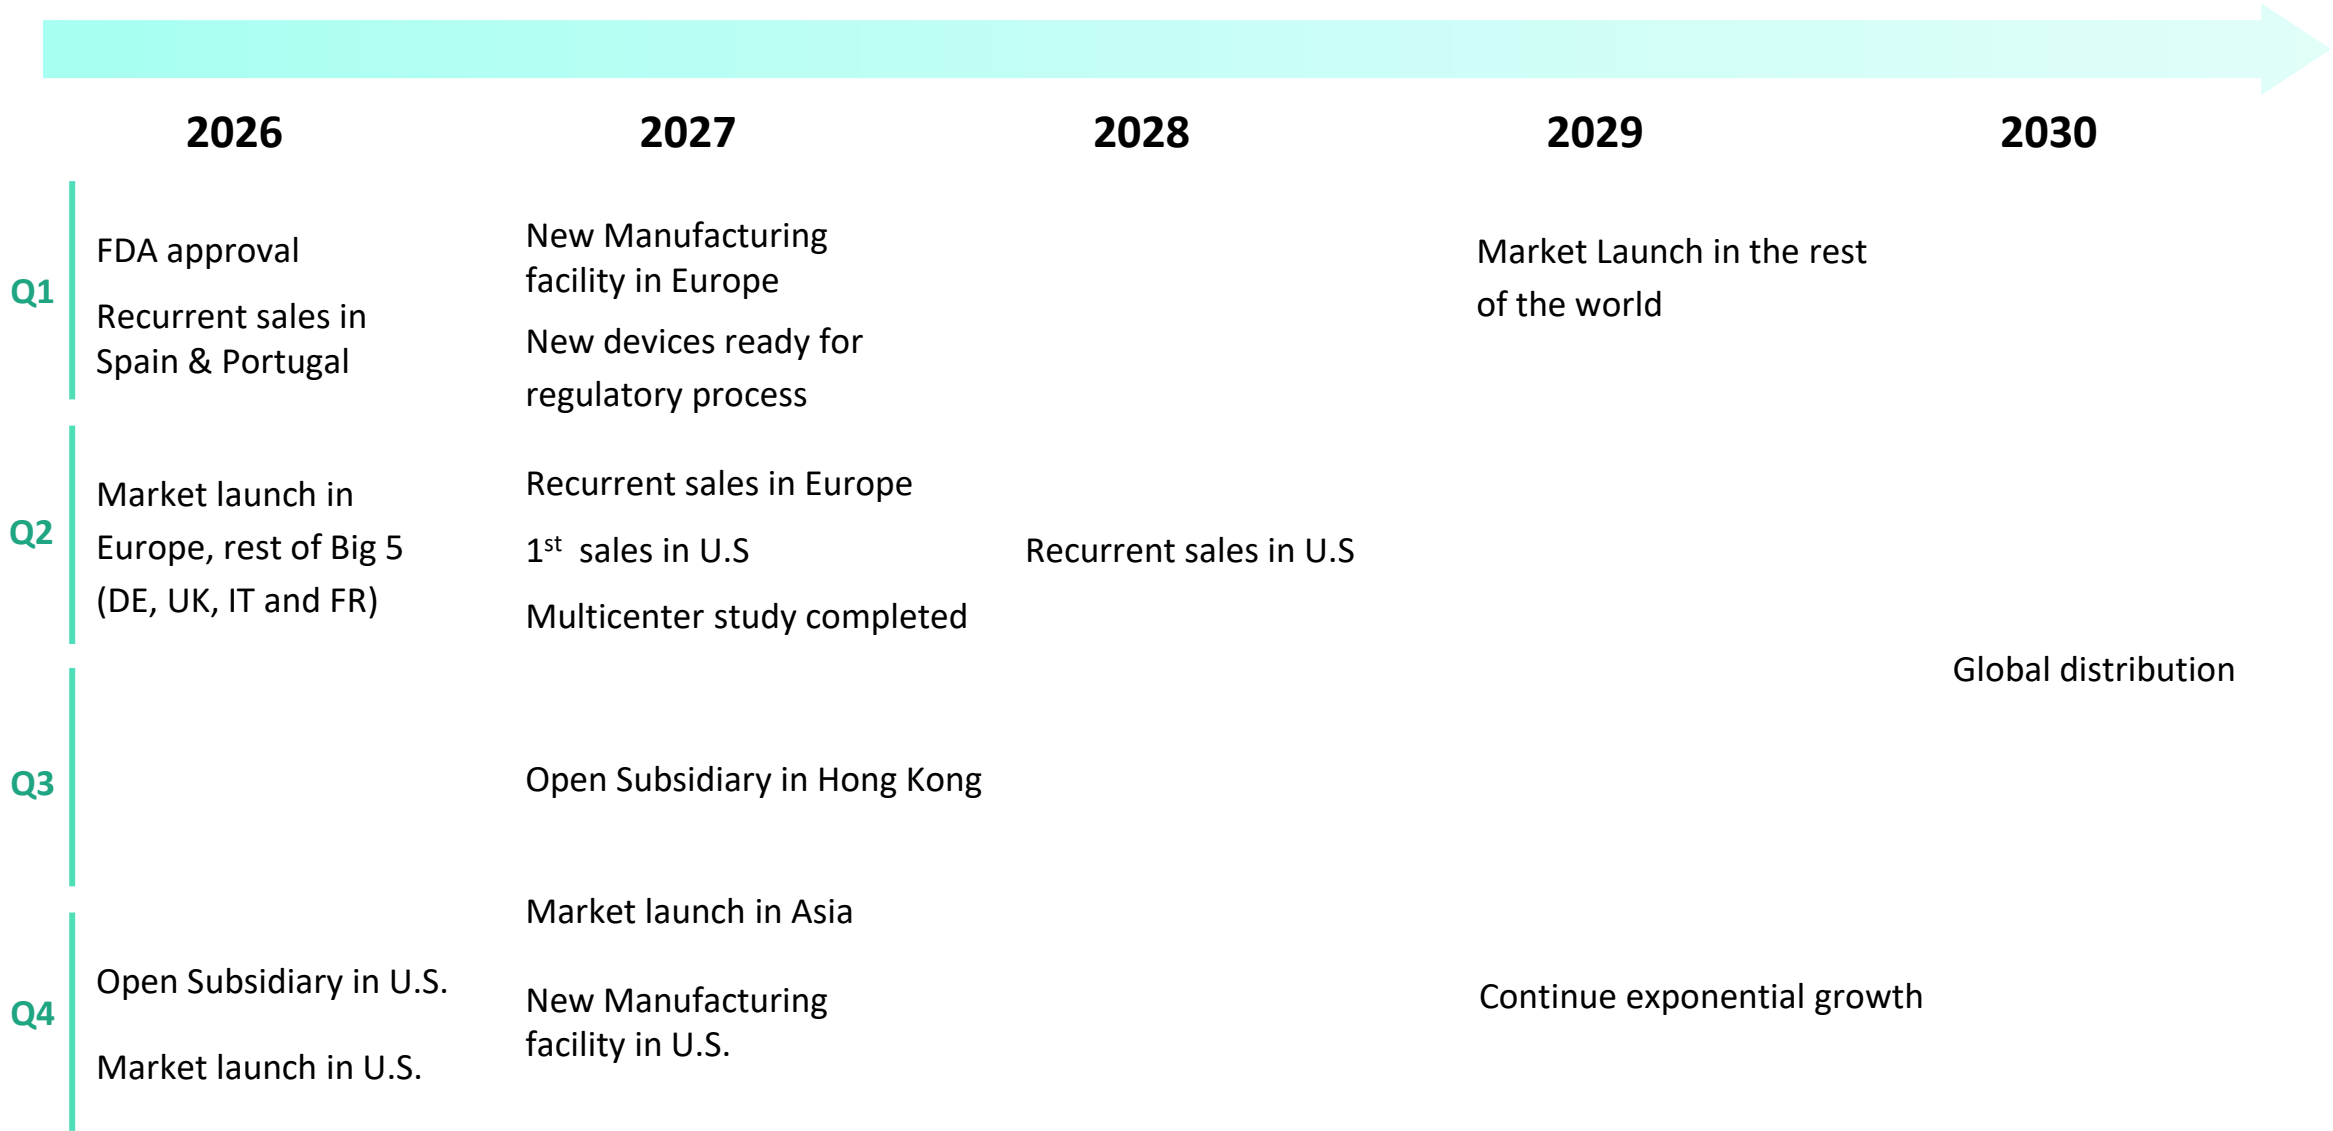 2026 2027 2028 2029 2030
Q1
FDA approval
Recurrent sales in
Spain & Portugal
New Manufacturing
facility in Europe
New devices ready for
regulatory process
Market Launch in the rest
of the world
Q2
Market launch in
Europe, rest of Big 5
(DE, UK, IT and FR)
Recurrent sales in Europe
1st sales in U.S
Multicenter study completed
Recurrent sales in U.S
Global distribution
Q3
Open Subsidiary in Hong Kong
Q4
Open Subsidiary in U.S.
Market launch in U.S.
Market launch in Asia
New Manufacturing
facility in U.S.
Continue exponential growth